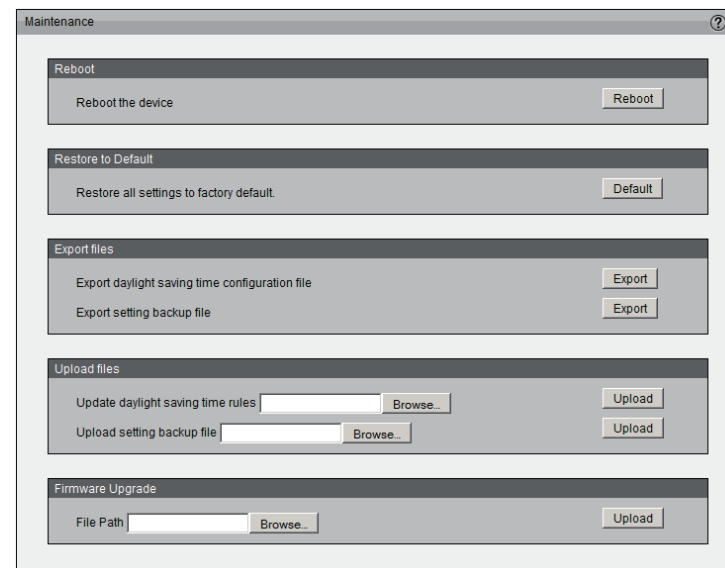 Maintenance ?
Reboot
Reboot the device Reboot
Restore to Default
Restore all settings to factory default. Default
Export files
Export daylight saving time configuration file Export
Export setting backup file Export
Upload files
Update daylight saving time rules Browse... Upload
Upload setting backup file Browse... Upload
Firmware Upgrade
File Path Browse... Upload